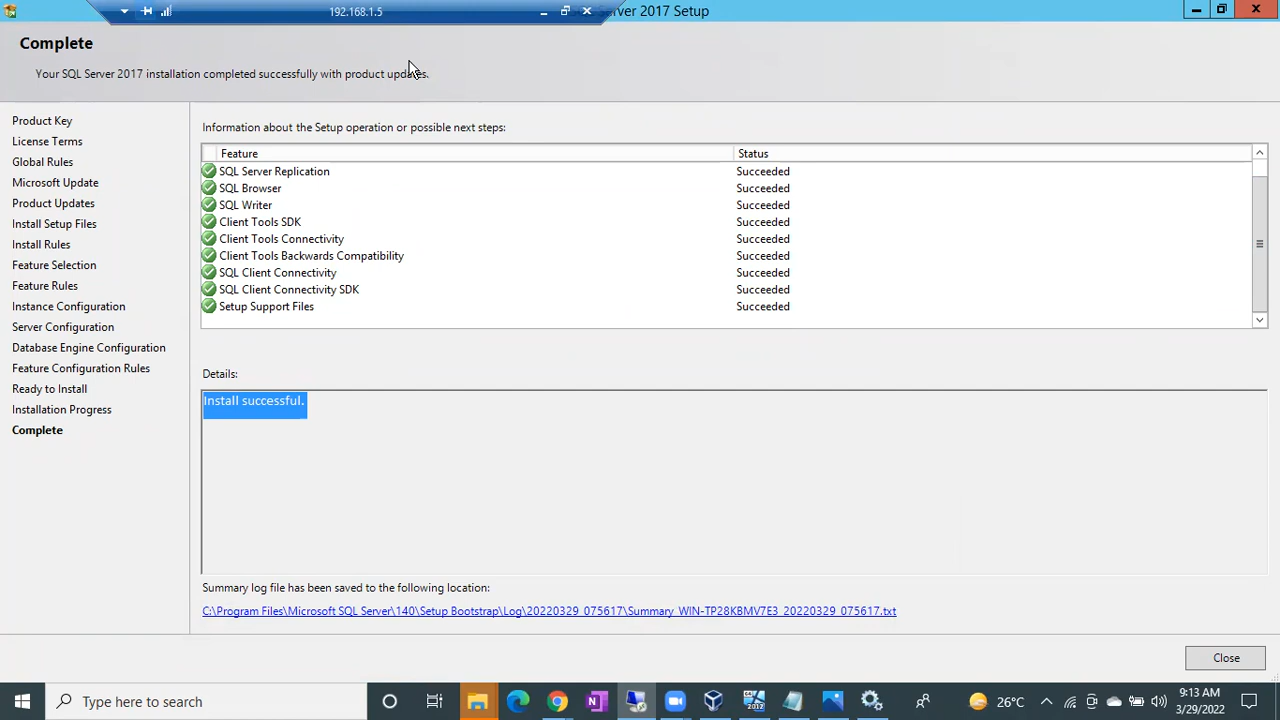 192.168.1.5
Server 2017 Setup
Complete
Your SQL Server 2017 installation completed successfully with product updates.
Product Key
License Terms
Global Rules
Microsoft Update
Product Updates
Install Setup Files
Install Rules
Feature Selection
Feature Rules
Instance Configuration
Server Configuration
Database Engine Configuration
Feature Configuration Rules
Ready to Install
Installation Progress
Complete
Information about the Setup operation or possible next steps:
Feature Status
SQL Server Replication Succeeded
SQL Browser Succeeded
SQL Writer Succeeded
Client Tools SDK Succeeded
Client Tools Connectivity Succeeded
Client Tools Backwards Compatibility Succeeded
SQL Client Connectivity Succeeded
SQL Client Connectivity SDK Succeeded
Setup Support Files Succeeded
Details:
Install successful.
Summary log file has been saved to the following location:
C:\Program Files\Microsoft SQL Server\140\Setup Bootstrap\Log\20220329_075617\Summary_WIN-TP28KBMV7E3_20220329_075617.txt
Close
Type here to search
26°C
9:13 AM
3/29/2022